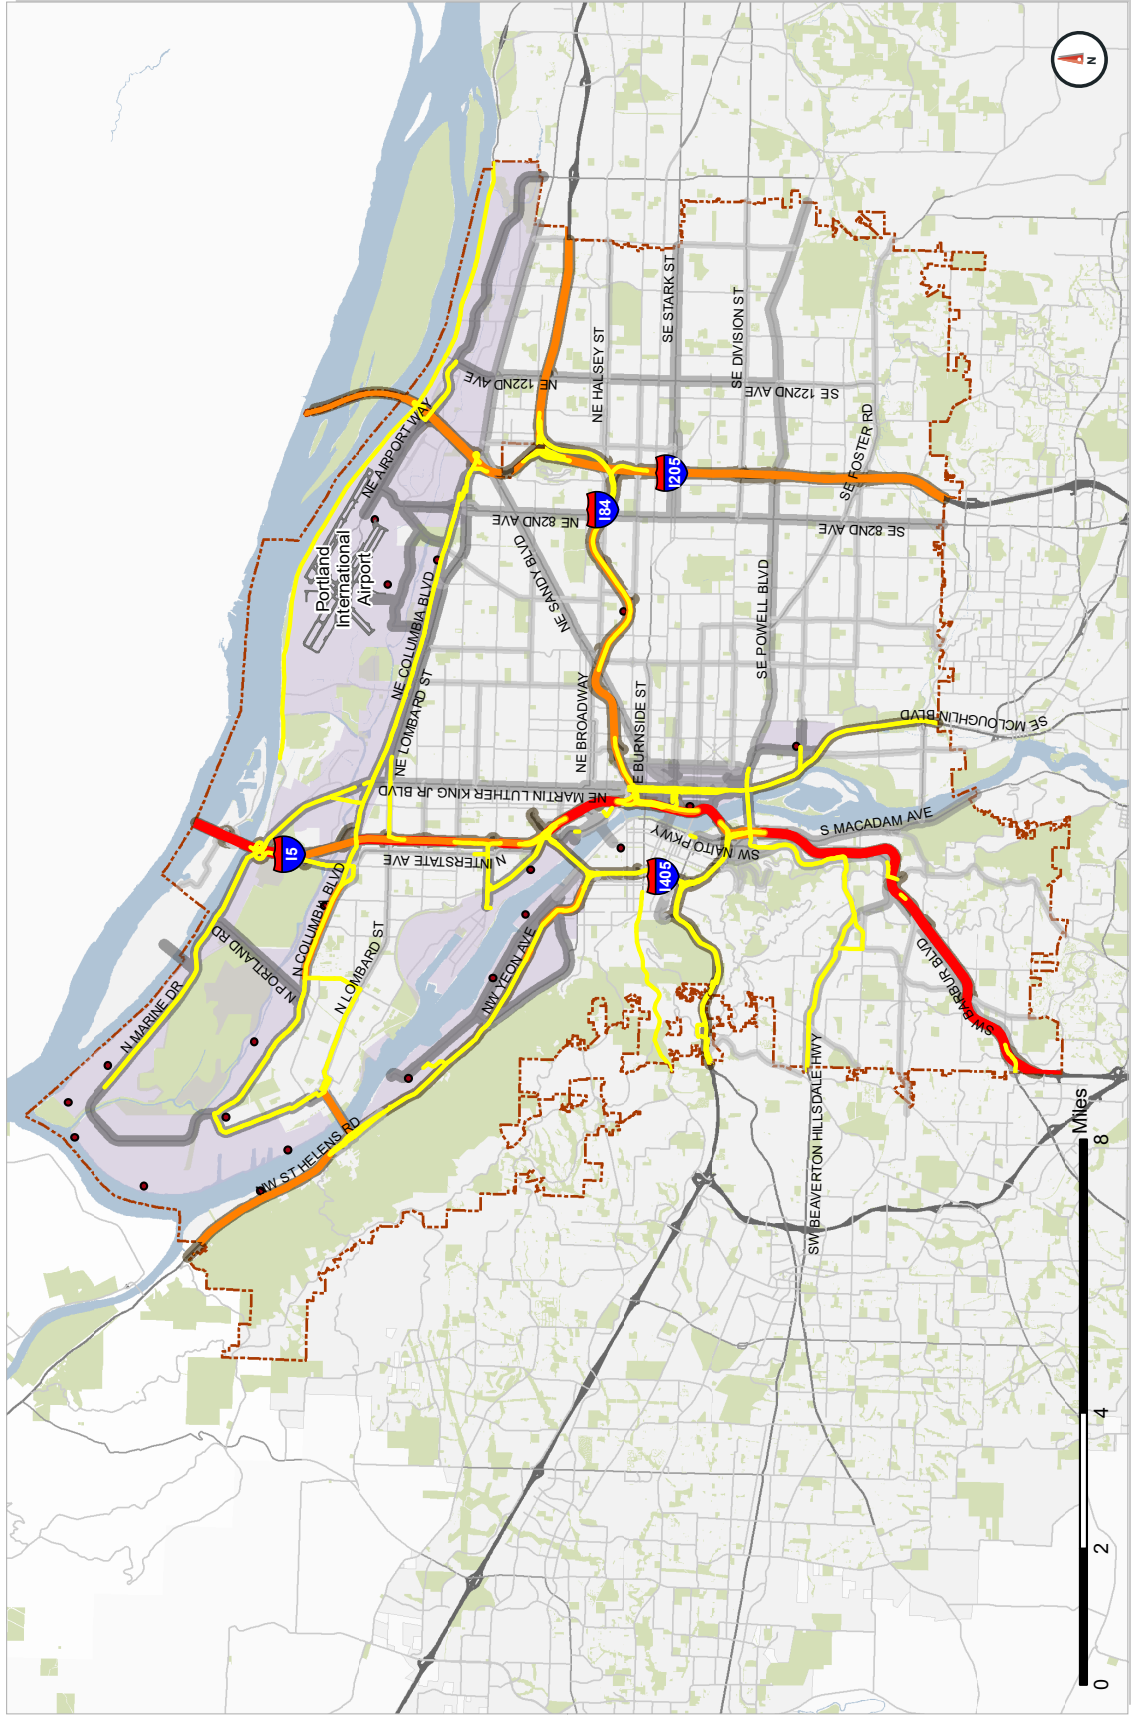 N
Portland
International
Airport
NE AIRPORT WAY
NE 122ND AVE
NE HALSEY ST
SE STARK ST
SE DIVISION ST
SE 122ND AVE
SE FOSTER RD
I205
I84
NE 82ND AVE
SE 82ND AVE
NE SANDY BLVD
NE COLUMBIA BLVD
NE LOMBARD ST
SE POWELL BLVD
NE BROADWAY
E BURNSIDE ST
SE MCLOUGHLIN BLVD
NE MARTIN LUTHER KING JR BLVD
I5
N INTERSTATE AVE
SW NAITO PKWY
S MACADAM AVE
I405
N COLUMBIA BLVD
N PORTLAND RD
N LOMBARD ST
N MARINE DR
NW YEON AVE
SW BARBUR BLVD
NW ST HELENS RD
SW BEAVERTON HILLSDALE HWY
0 2 4 8
Miles